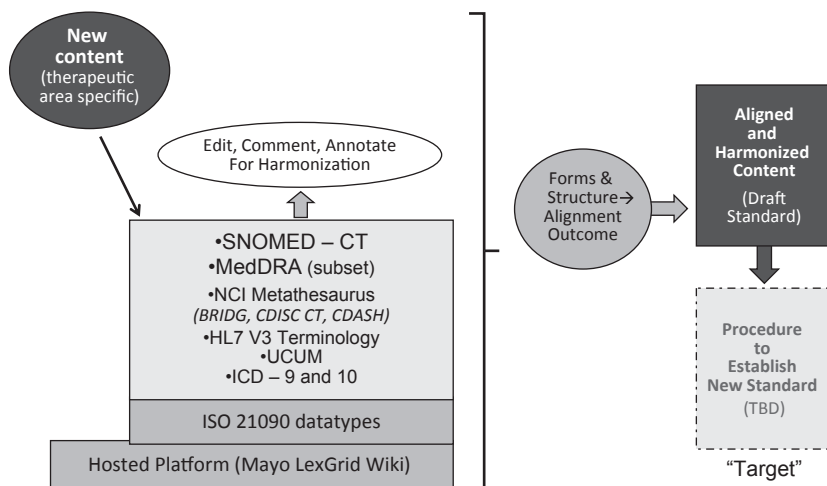 New
content
(therapeutic
area specific)
Edit, Comment, Annotate
For Harmonization
•SNOMED – CT
•MedDRA (subset)
•NCI Metathesaurus
(BRIDG, CDISC CT, CDASH)
•HL7 V3 Terminology
•UCUM
•ICD – 9 and 10
ISO 21090 datatypes
Hosted Platform (Mayo LexGrid Wiki)
Forms &
Structure→
Alignment
Outcome
Aligned
and
Harmonized
Content
(Draft
Standard)
Procedure
to
Establish
New Standard
(TBD)
“Target”